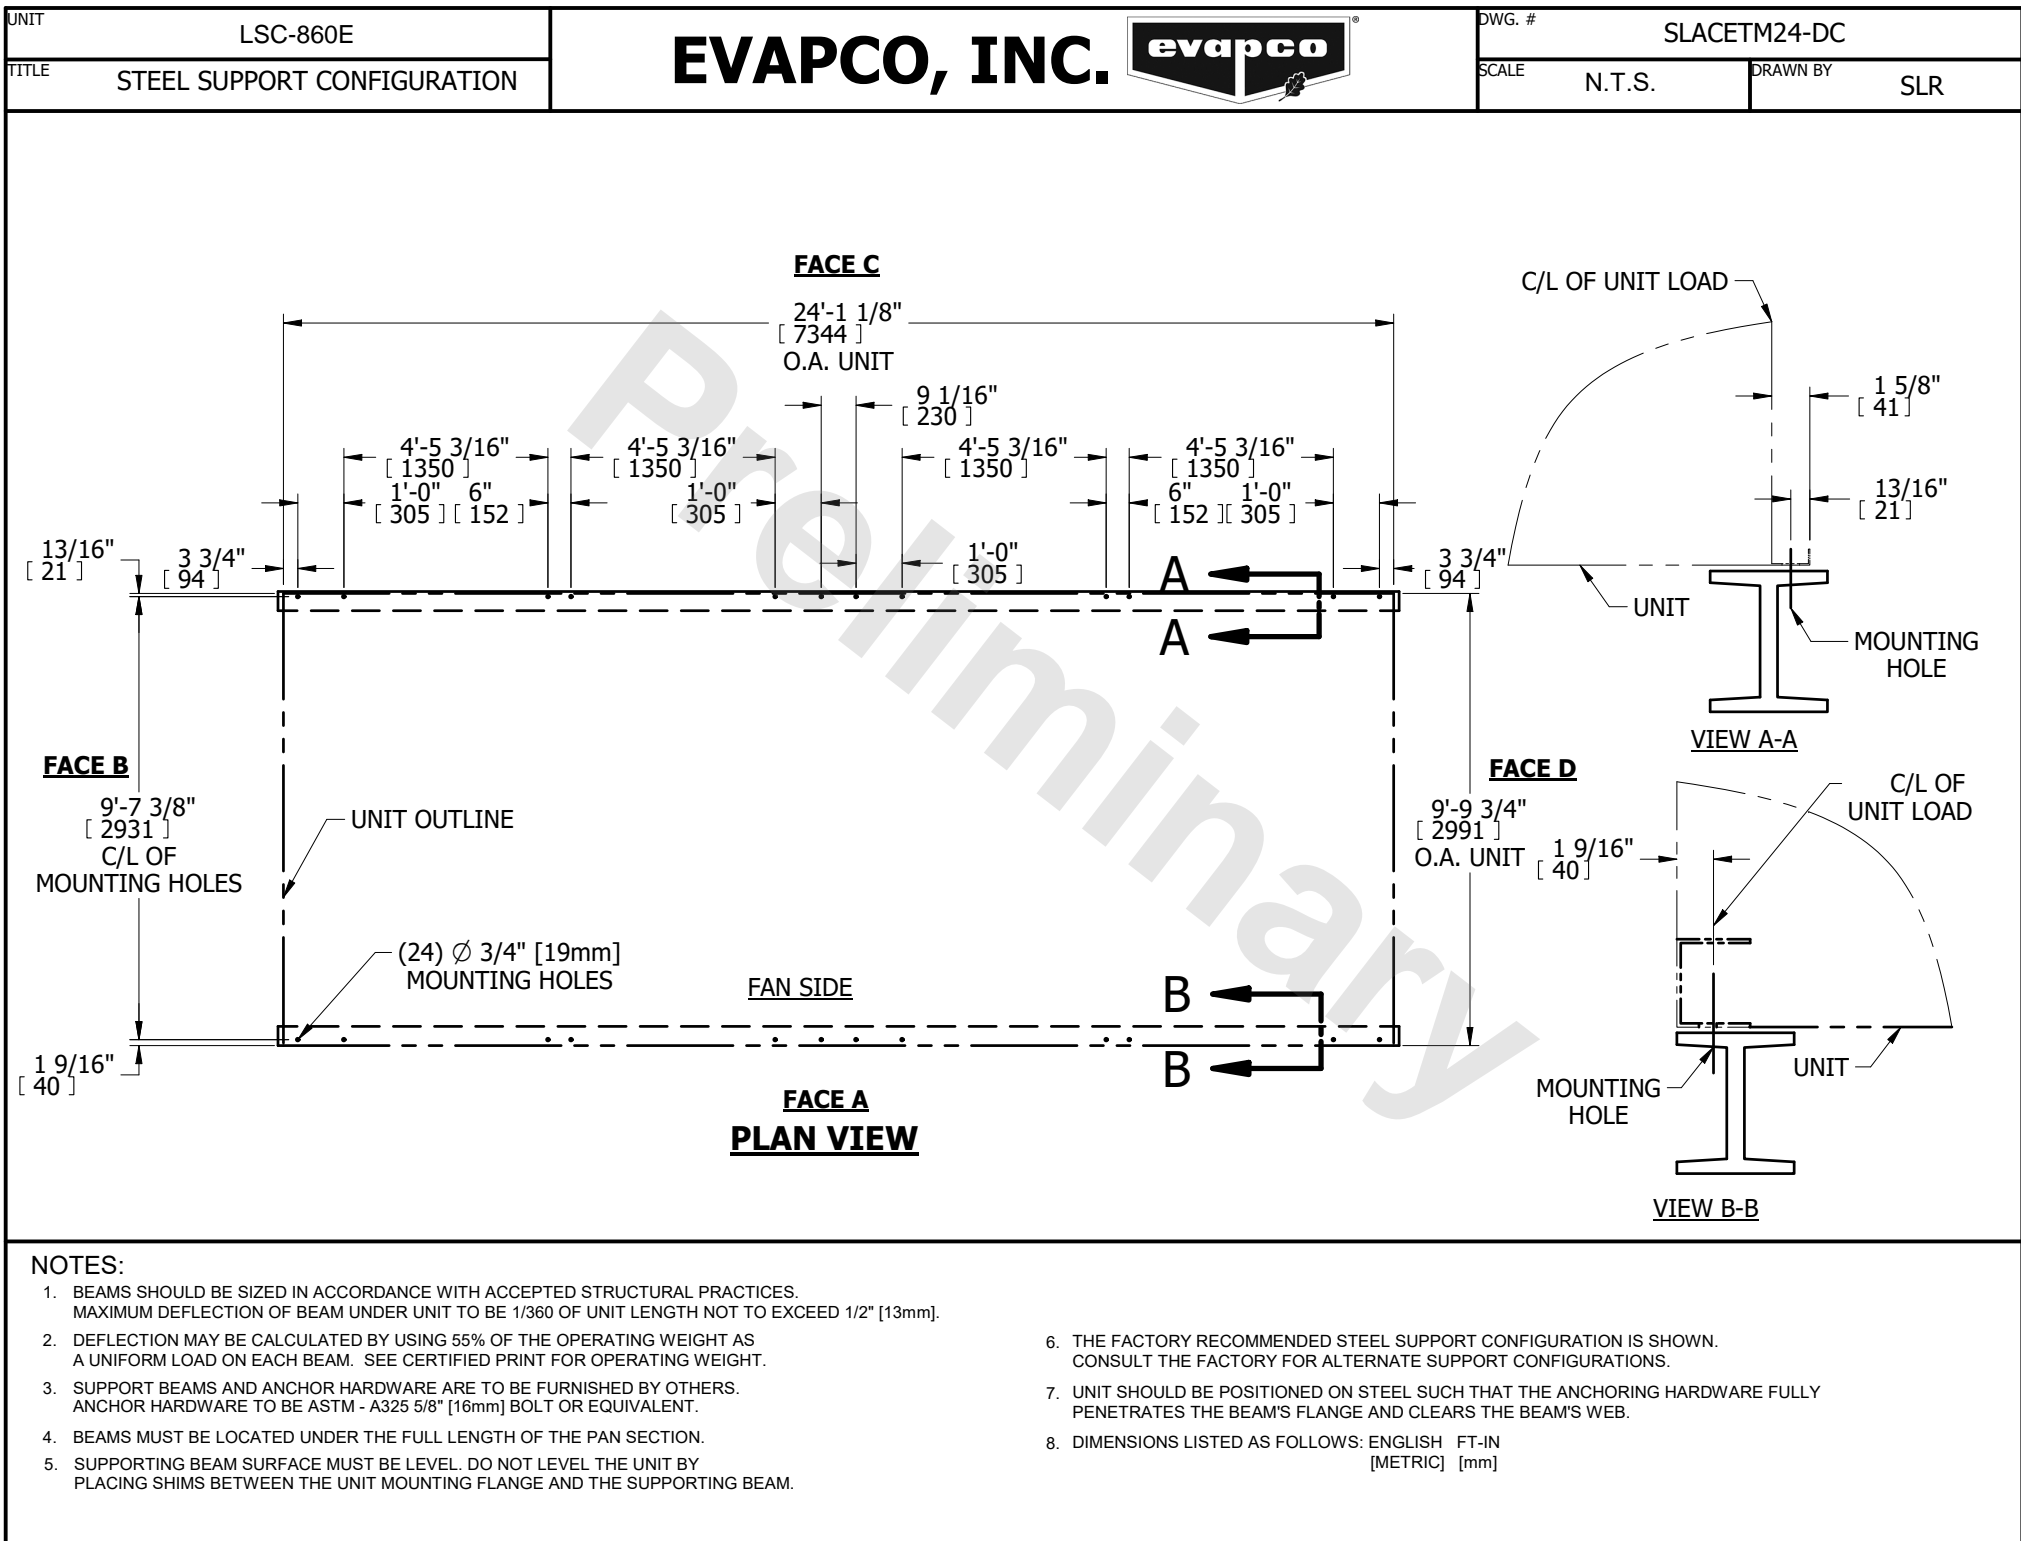 UNIT
LSC-860E
TITLE
STEEL SUPPORT CONFIGURATION
EVAPCO, INC.
evapco
®
DWG. #
SLACETM24-DC
SCALE
N.T.S.
DRAWN BY
SLR
FACE C
24'-1 1/8"
[ 7344 ]
O.A. UNIT
9 1/16"
[ 230 ]
4'-5 3/16"
[ 1350 ]
4'-5 3/16"
[ 1350 ]
4'-5 3/16"
[ 1350 ]
4'-5 3/16"
[ 1350 ]
1'-0"
[ 305 ]
6"
[ 152 ]
1'-0"
[ 305 ]
6"
[ 152 ]
1'-0"
[ 305 ]
13/16"
[ 21 ]
3 3/4"
[ 94 ]
1'-0"
[ 305 ]
3 3/4"
[ 94 ]
A
A
FACE B
9'-7 3/8"
[ 2931 ]
C/L OF
MOUNTING HOLES
UNIT OUTLINE
(24) Ø 3/4" [19mm]
MOUNTING HOLES
FAN SIDE
B
B
1 9/16"
[ 40 ]
FACE A
PLAN VIEW
FACE D
9'-9 3/4"
[ 2991 ]
O.A. UNIT
Preliminary
C/L OF UNIT LOAD
1 5/8"
[ 41 ]
13/16"
[ 21 ]
UNIT
MOUNTING
HOLE
VIEW A-A
C/L OF
UNIT LOAD
1 9/16"
[ 40 ]
UNIT
MOUNTING
HOLE
VIEW B-B
NOTES:
1. BEAMS SHOULD BE SIZED IN ACCORDANCE WITH ACCEPTED STRUCTURAL PRACTICES.
MAXIMUM DEFLECTION OF BEAM UNDER UNIT TO BE 1/360 OF UNIT LENGTH NOT TO EXCEED 1/2" [13mm].
2. DEFLECTION MAY BE CALCULATED BY USING 55% OF THE OPERATING WEIGHT AS
A UNIFORM LOAD ON EACH BEAM. SEE CERTIFIED PRINT FOR OPERATING WEIGHT.
3. SUPPORT BEAMS AND ANCHOR HARDWARE ARE TO BE FURNISHED BY OTHERS.
ANCHOR HARDWARE TO BE ASTM - A325 5/8" [16mm] BOLT OR EQUIVALENT.
4. BEAMS MUST BE LOCATED UNDER THE FULL LENGTH OF THE PAN SECTION.
5. SUPPORTING BEAM SURFACE MUST BE LEVEL. DO NOT LEVEL THE UNIT BY
PLACING SHIMS BETWEEN THE UNIT MOUNTING FLANGE AND THE SUPPORTING BEAM.
6. THE FACTORY RECOMMENDED STEEL SUPPORT CONFIGURATION IS SHOWN.
CONSULT THE FACTORY FOR ALTERNATE SUPPORT CONFIGURATIONS.
7. UNIT SHOULD BE POSITIONED ON STEEL SUCH THAT THE ANCHORING HARDWARE FULLY
PENETRATES THE BEAM'S FLANGE AND CLEARS THE BEAM'S WEB.
8. DIMENSIONS LISTED AS FOLLOWS: ENGLISH FT-IN
[METRIC] [mm]